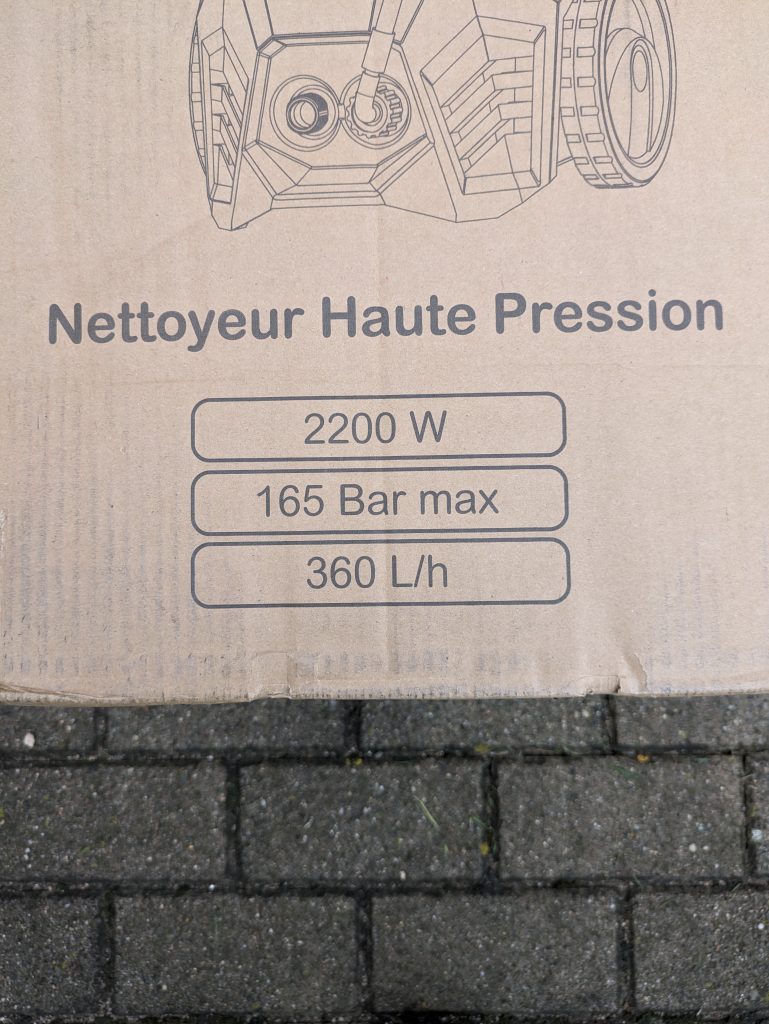 Nettoyeur Haute Pression
2200 W
165 Bar max
360 L/h